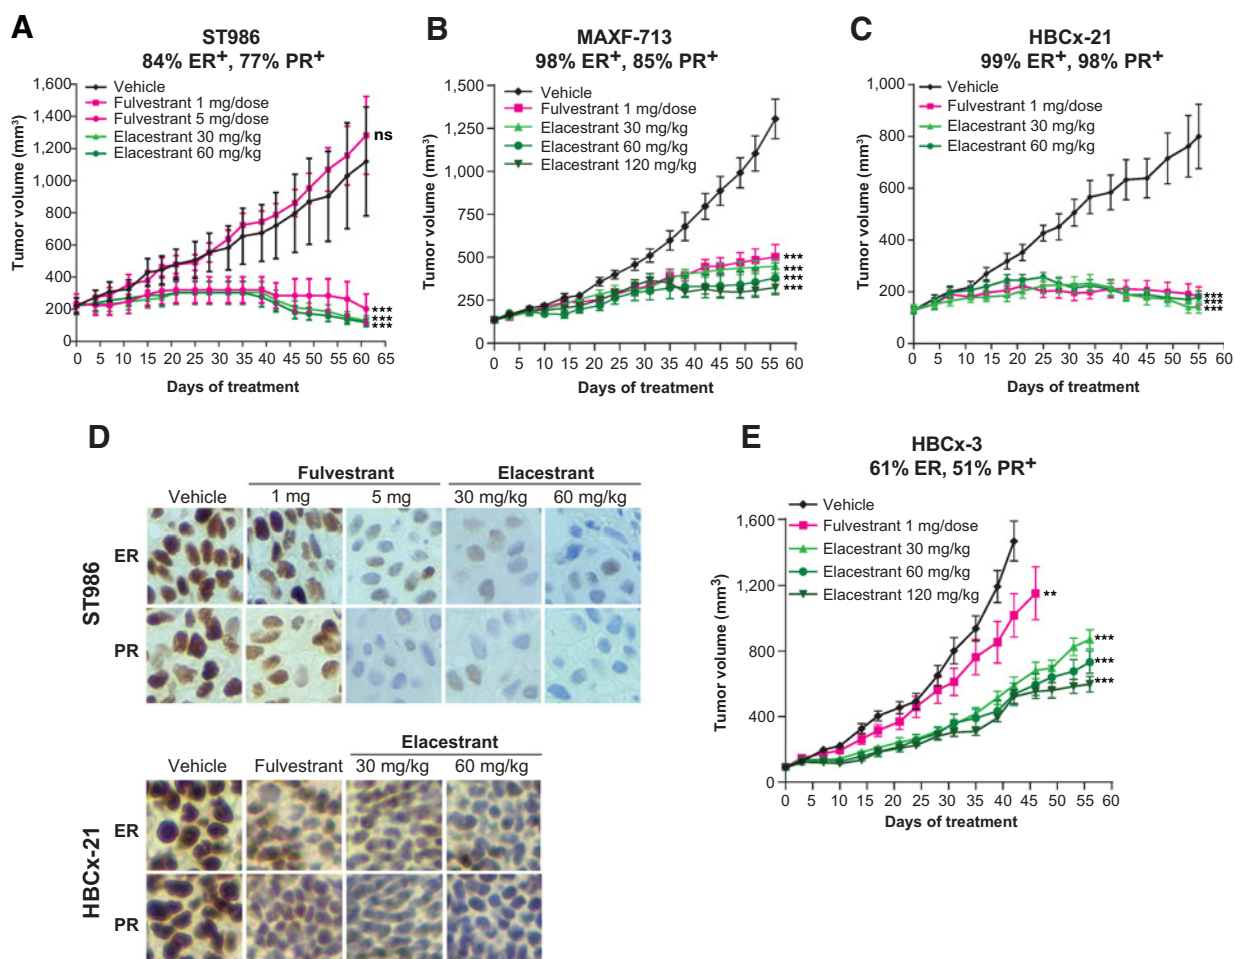 A
ST986
84% ER+, 77% PR+
Vehicle
Fulvestrant 1 mg/dose
Fulvestrant 5 mg/dose
Elacestrant 30 mg/kg
Elacestrant 60 mg/kg
Tumor volume (mm³)
1,600
1,400
1,200
1,000
800
600
400
200
0
ns
***
***
***
0 5 10 15 20 25 30 35 40 45 50 55 60 65
Days of treatment
B
MAXF-713
98% ER+, 85% PR+
Vehicle
Fulvestrant 1 mg/dose
Elacestrant 30 mg/kg
Elacestrant 60 mg/kg
Elacestrant 120 mg/kg
Tumor volume (mm³)
1,500
1,250
1,000
750
500
250
0
***
***
***
***
0 5 10 15 20 25 30 35 40 45 50 55 60
Days of treatment
C
HBCx-21
99% ER+, 98% PR+
Vehicle
Fulvestrant 1 mg/dose
Elacestrant 30 mg/kg
Elacestrant 60 mg/kg
Tumor volume (mm³)
1,000
800
600
400
200
0
***
***
***
0 5 10 15 20 25 30 35 40 45 50 55 60
Days of treatment
D
Fulvestrant Elacestrant
Vehicle 1 mg 5 mg 30 mg/kg 60 mg/kg
ST986
ER
PR
Elacestrant
Vehicle Fulvestrant 30 mg/kg 60 mg/kg
HBCx-21
ER
PR
E
HBCx-3
61% ER, 51% PR+
Vehicle
Fulvestrant 1 mg/dose
Elacestrant 30 mg/kg
Elacestrant 60 mg/kg
Elacestrant 120 mg/kg
Tumor volume (mm³)
1,600
1,200
800
400
0
**
***
***
***
0 5 10 15 20 25 30 35 40 45 50 55 60
Days of treatment